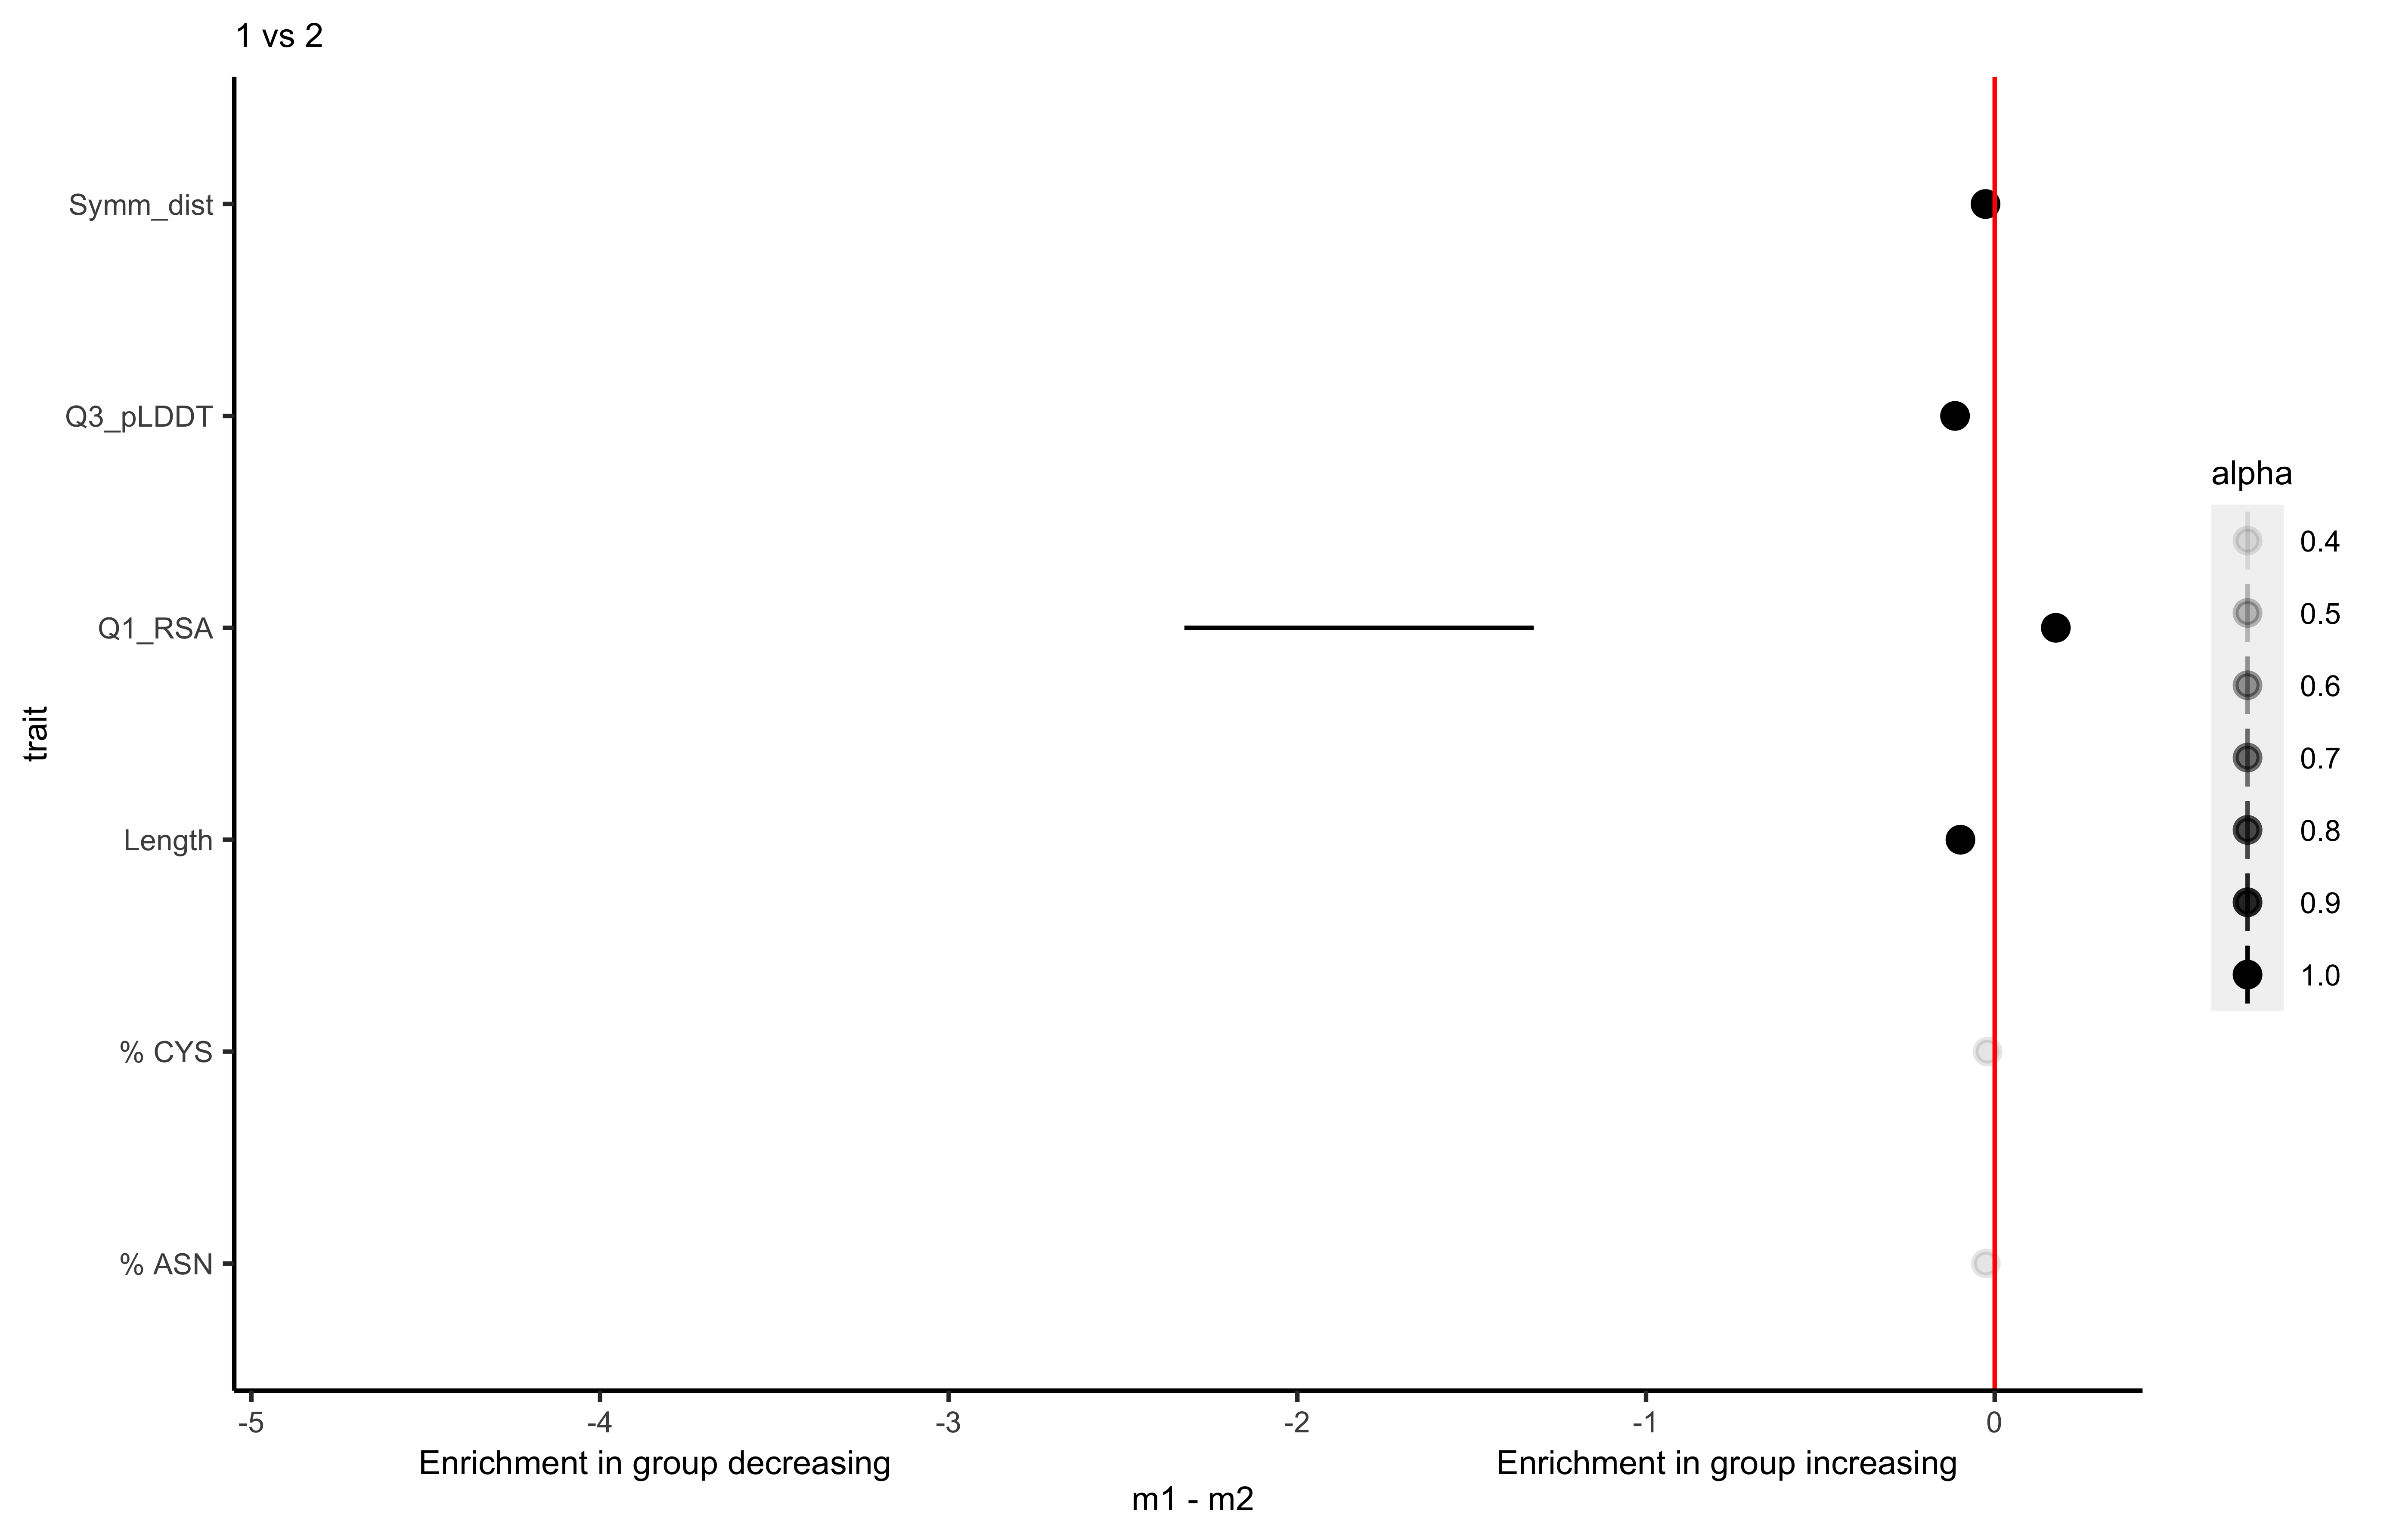 1 vs 2
trait
Symm_dist
Q3_pLDDT
Q1_RSA
Length
% CYS
% ASN
-5
-4
-3
-2
-1
0
Enrichment in group decreasing
Enrichment in group increasing
m1 - m2
alpha
0.4
0.5
0.6
0.7
0.8
0.9
1.0